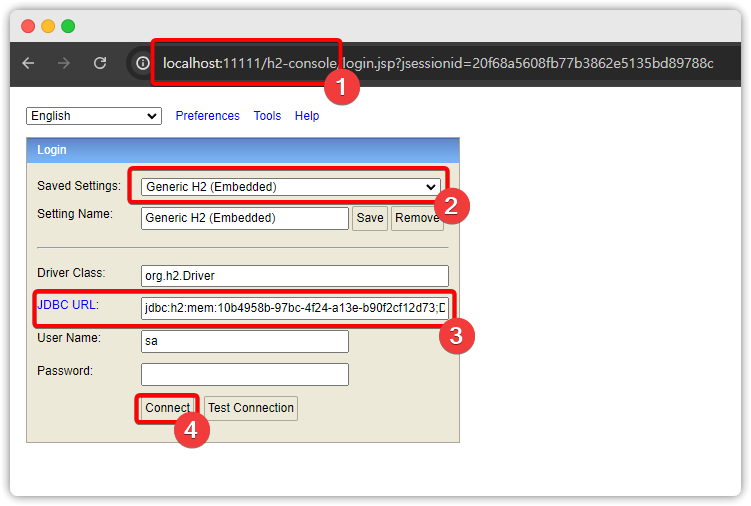 localhost:11111/h2-console/login.jsp?jsessionid=20f68a5608fb77b3862e5135bd89788c
1
English Preferences Tools Help
Login
Saved Settings: Generic H2 (Embedded)
2
Setting Name: Generic H2 (Embedded) Save Remove
Driver Class: org.h2.Driver
JDBC URL: jdbc:h2:mem:10b4958b-97bc-4f24-a13e-b90f2cf12d73;D
3
User Name: sa
Password:
Connect Test Connection
4